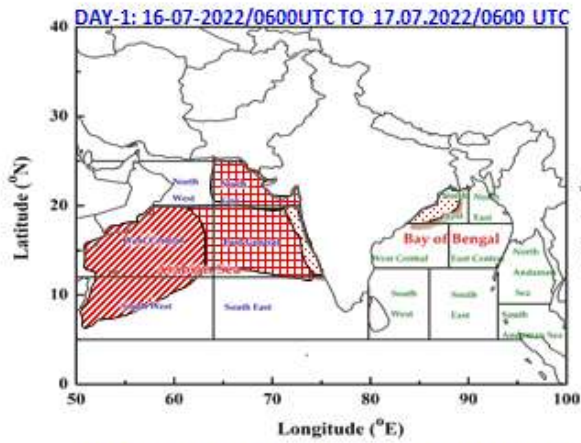 DAY-1: 16-07-2022/0600UTC TO 17.07.2022/0600 UTC
40
30
20
10
0
Latitude (°N)
North
West
North
West Central
East Central
South West
South East
North
East
Bay of Bengal
West Central
East Central
North
Andaman
Sea
South
West
South
East
South
Andaman Sea
50
60
70
80
90
100
Longitude (°E)